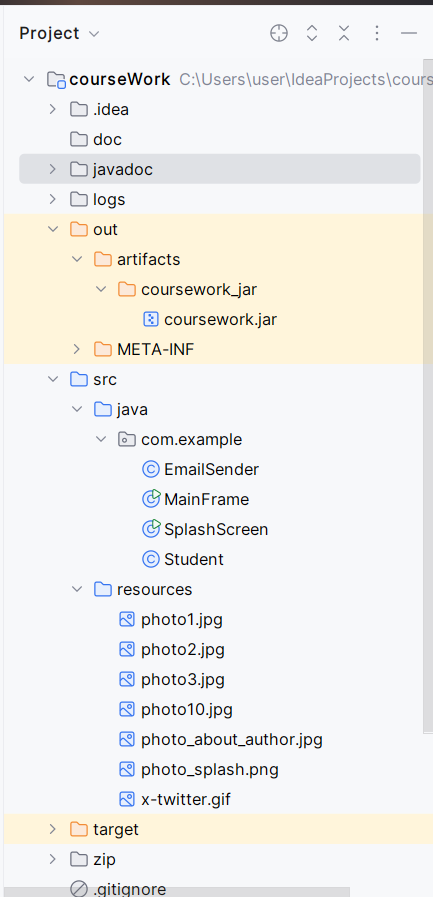 Project
courseWork C:\Users\user\IdeaProjects\cours
.idea
doc
javadoc
logs
out
artifacts
coursework_jar
coursework.jar
META-INF
src
java
com.example
EmailSender
MainFrame
SplashScreen
Student
resources
photo1.jpg
photo2.jpg
photo3.jpg
photo10.jpg
photo_about_author.jpg
photo_splash.png
x-twitter.gif
target
zip
.gitignore